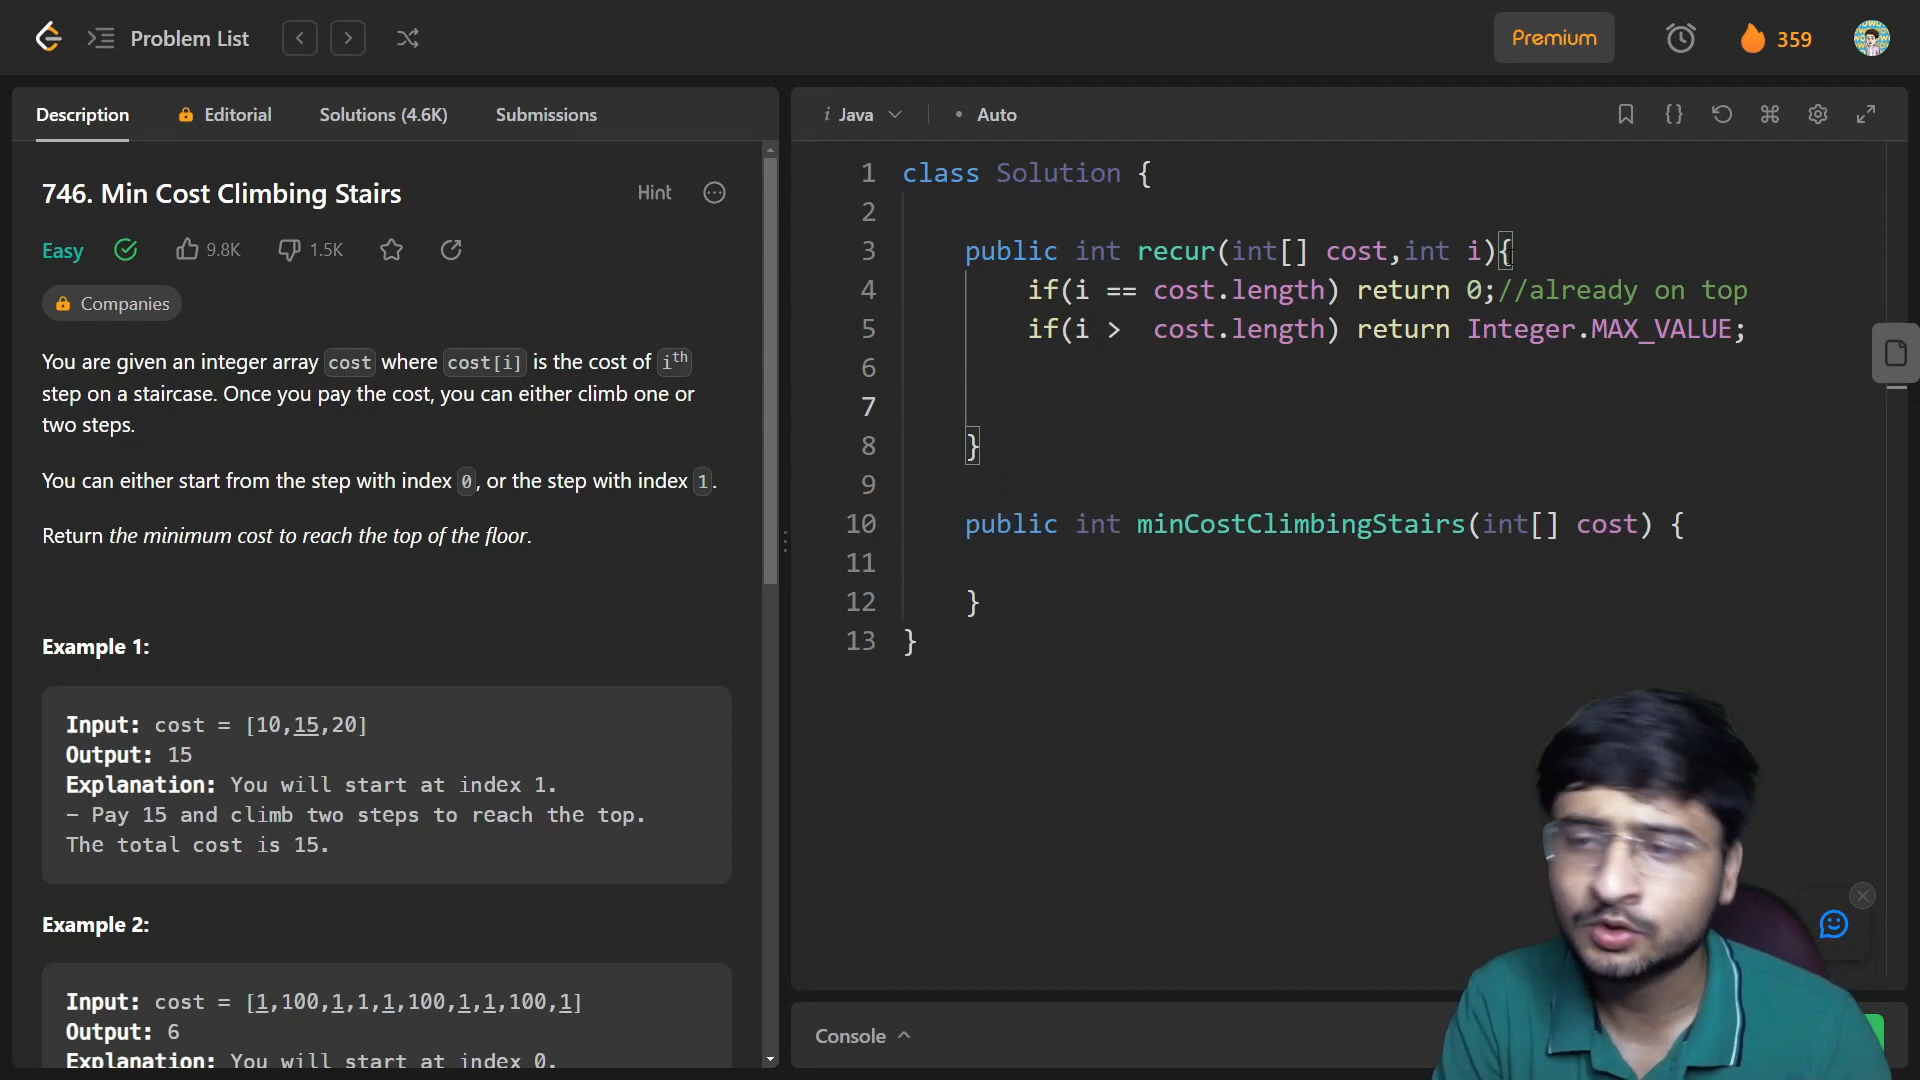 Problem List
Premium
359
Description
Editorial
Solutions (4.6K)
Submissions
746. Min Cost Climbing Stairs
Hint
Easy
9.8K
1.5K
Companies
You are given an integer array cost where cost[i] is the cost of ith
step on a staircase. Once you pay the cost, you can either climb one or
two steps.
You can either start from the step with index 0, or the step with index 1.
Return the minimum cost to reach the top of the floor.
Example 1:
Input: cost = [10,15,20]
Output: 15
Explanation: You will start at index 1.
- Pay 15 and climb two steps to reach the top.
The total cost is 15.
Example 2:
Input: cost = [1,100,1,1,1,100,1,1,100,1]
Output: 6
Explanation: You will start at index 0.
i Java
• Auto
{}
1 class Solution {
2
3 public int recur(int[] cost,int i){
4 if(i == cost.length) return 0;//already on top
5 if(i >  cost.length) return Integer.MAX_VALUE;
6
7
8 }
9
10 public int minCostClimbingStairs(int[] cost) {
11
12 }
13 }
Console